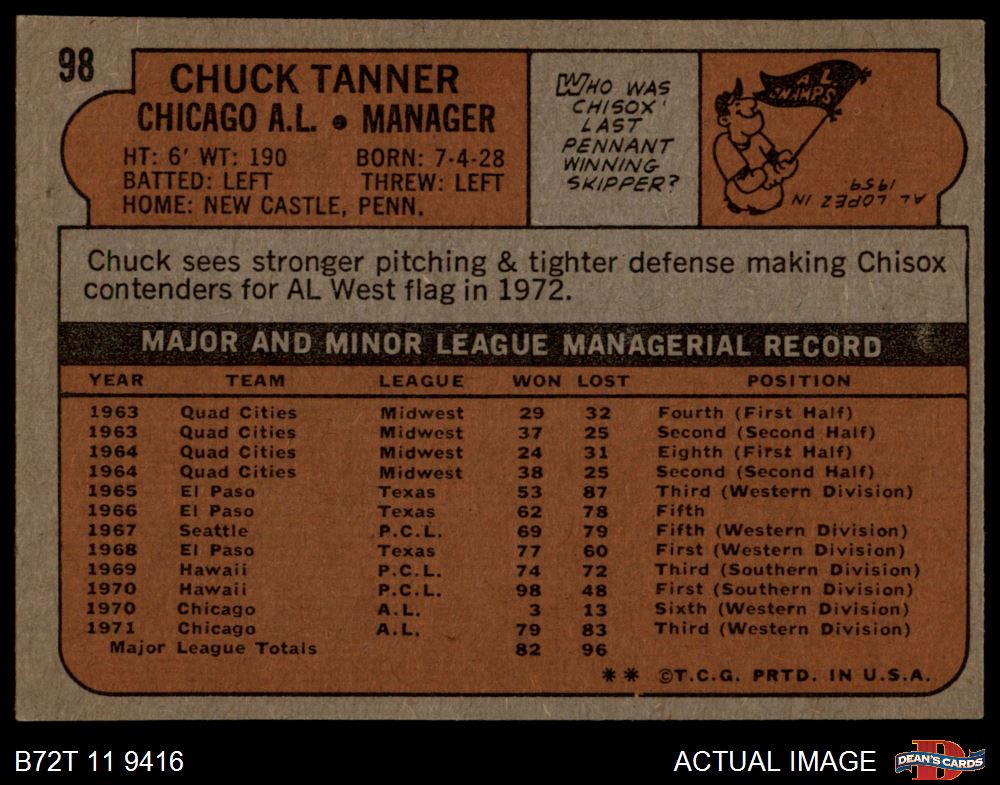 98
CHUCK TANNER
CHICAGO A.L. • MANAGER
HT: 6' WT: 190 BORN: 7-4-28
BATTED: LEFT THREW: LEFT
HOME: NEW CASTLE, PENN.
WHO WAS
CHISOX'
LAST
PENNANT
WINNING
SKIPPER?
AL
CHAMPS
AL LOPEZ IN
1959.
Chuck sees stronger pitching & tighter defense making Chisox
contenders for AL West flag in 1972.
MAJOR AND MINOR LEAGUE MANAGERIAL RECORD
YEAR TEAM LEAGUE WON LOST POSITION
1963 Quad Cities Midwest 29 32 Fourth (First Half)
1963 Quad Cities Midwest 37 25 Second (Second Half)
1964 Quad Cities Midwest 24 31 Eighth (First Half)
1964 Quad Cities Midwest 38 25 Second (Second Half)
1965 El Paso Texas 53 87 Third (Western Division)
1966 El Paso Texas 62 78 Fifth
1967 Seattle P.C.L. 69 79 Fifth (Western Division)
1968 El Paso Texas 77 60 First (Western Division)
1969 Hawaii P.C.L. 74 72 Third (Southern Division)
1970 Hawaii P.C.L. 98 48 First (Southern Division)
1970 Chicago A.L. 3 13 Sixth (Western Division)
1971 Chicago A.L. 79 83 Third (Western Division)
Major League Totals 82 96
** ©T.C.G. PRTD. IN U.S.A.
B72T 11 9416
ACTUAL IMAGE
D
DEAN'S CARDS